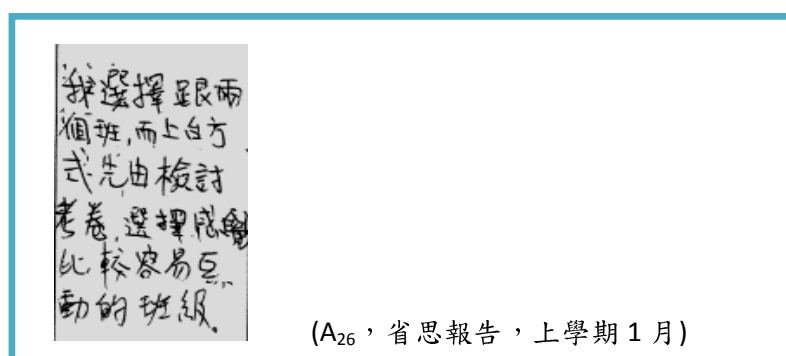 我選擇跟兩
個班,而上台方
式先由檢討
考卷,選擇感覺
比較容易互
動的班級。
(A26,省思報告,上學期1月)